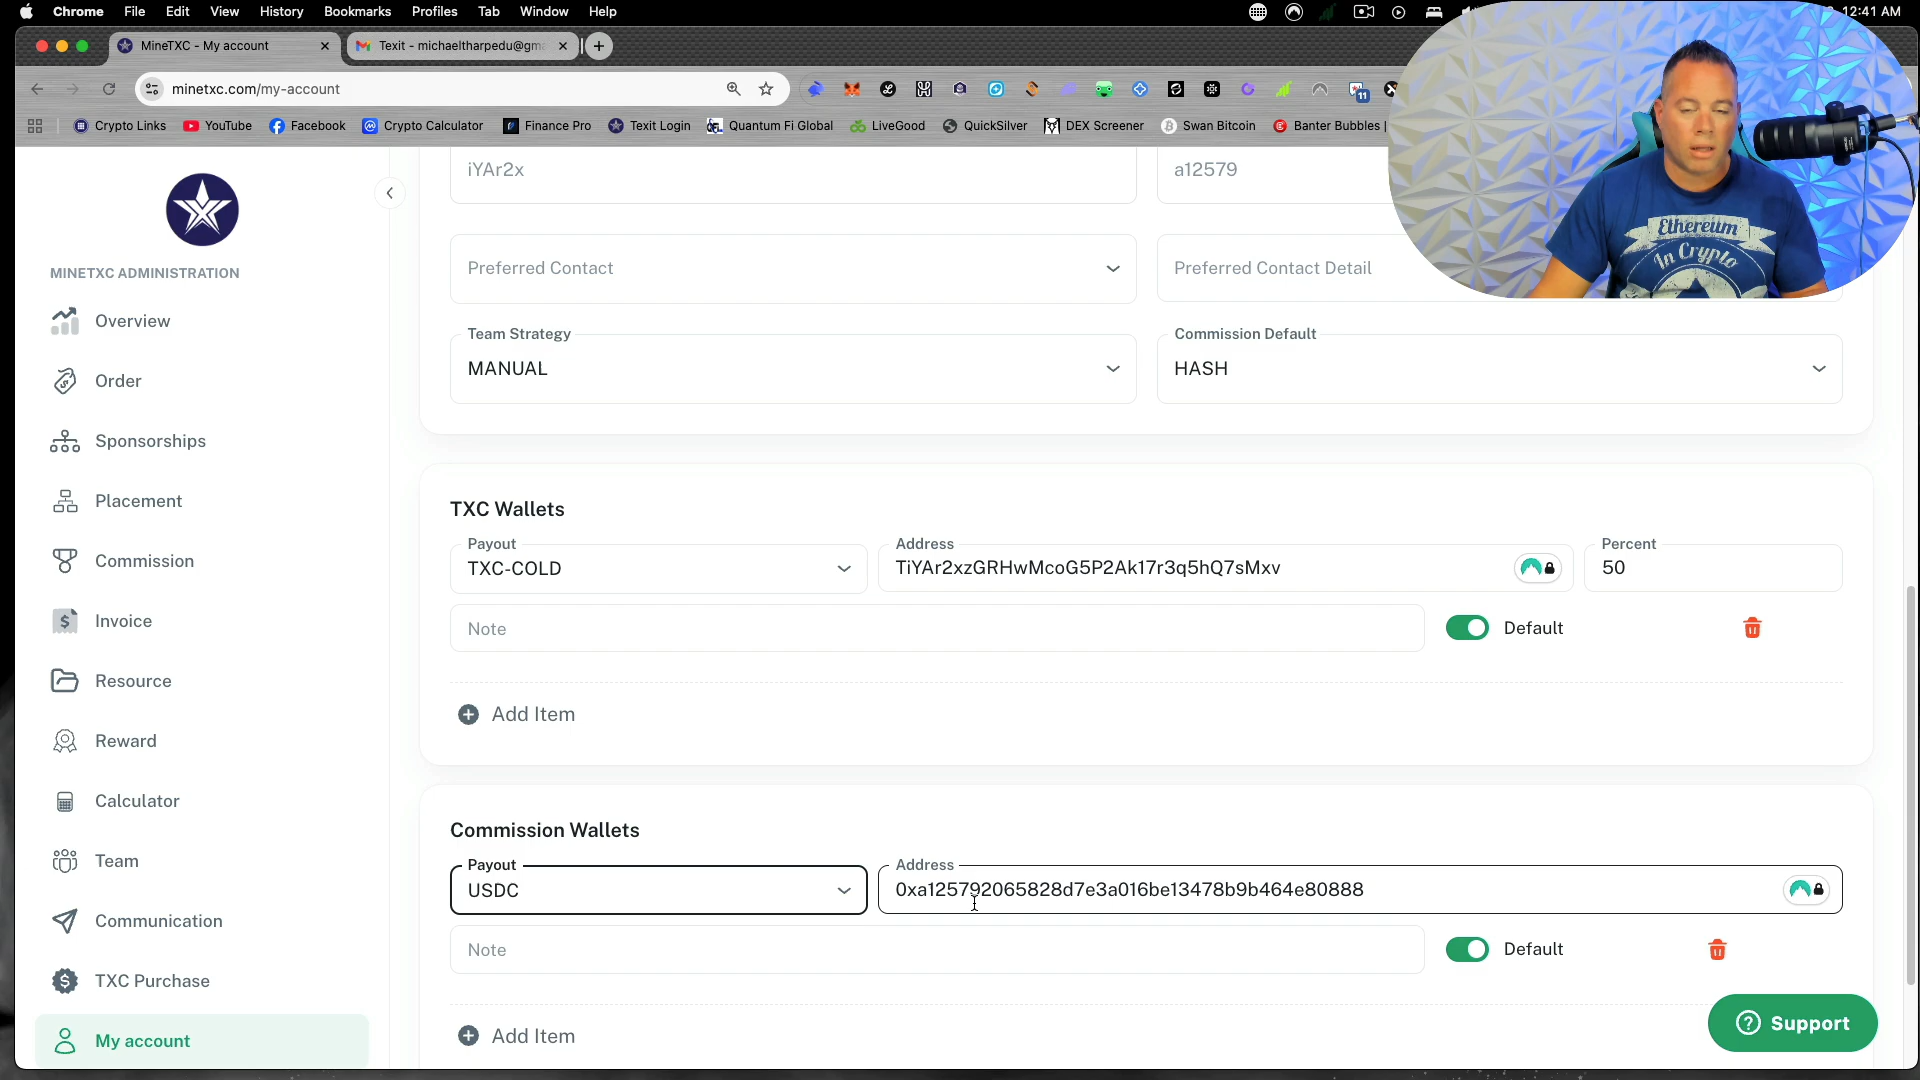 Chrome File Edit View History Bookmarks Profiles Tab Window Help
12:41 AM
MineTXC - My account
Texit - michaeltharpedu@gm
minetxc.com/my-account
11
Crypto Links YouTube Facebook Crypto Calculator Finance Pro Texit Login Quantum Fi Global LiveGood QuickSilver DEX Screener Swan Bitcoin Banter Bubbles |
Ethereum
In Crypto
MINETXC ADMINISTRATION
Overview
Order
Sponsorships
Placement
Commission
Invoice
Resource
Reward
Calculator
Team
Communication
TXC Purchase
My account
iYAr2x
a12579
Preferred Contact
Preferred Contact Detail
Team Strategy
MANUAL
Commission Default
HASH
TXC Wallets
Payout
TXC-COLD
Address
TiYAr2xzGRHwMcoG5P2Ak17r3q5hQ7sMxv
Percent
50
Note
Default
Add Item
Commission Wallets
Payout
USDC
Address
0xa125792065828d7e3a016be13478b9b464e80888
Note
Default
Add Item
Support